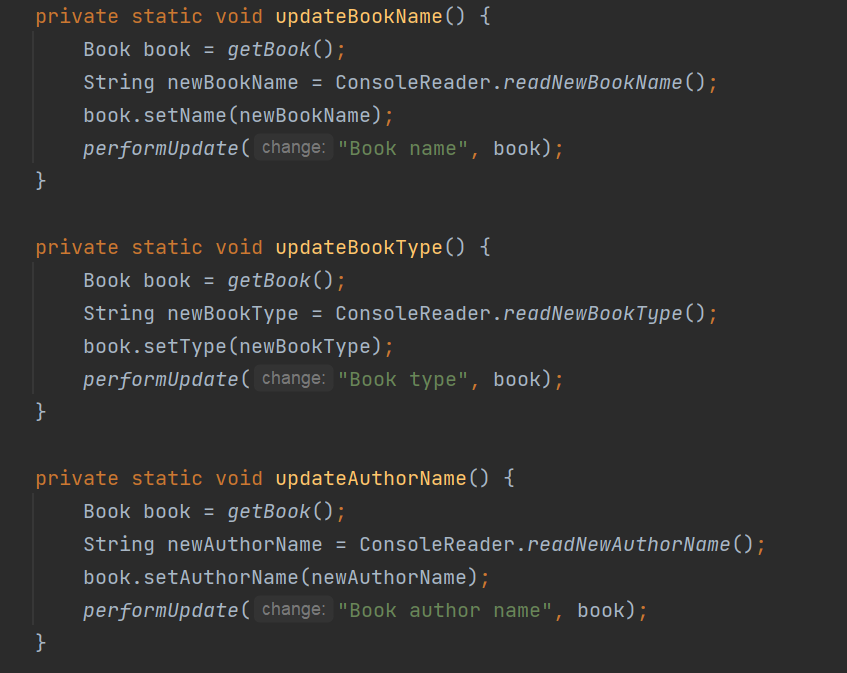 private static void updateBookName() {
    Book book = getBook();
    String newBookName = ConsoleReader.readNewBookName();
    book.setName(newBookName);
    performUpdate( change: "Book name", book);
}

private static void updateBookType() {
    Book book = getBook();
    String newBookType = ConsoleReader.readNewBookType();
    book.setType(newBookType);
    performUpdate( change: "Book type", book);
}

private static void updateAuthorName() {
    Book book = getBook();
    String newAuthorName = ConsoleReader.readNewAuthorName();
    book.setAuthorName(newAuthorName);
    performUpdate( change: "Book author name", book);
}